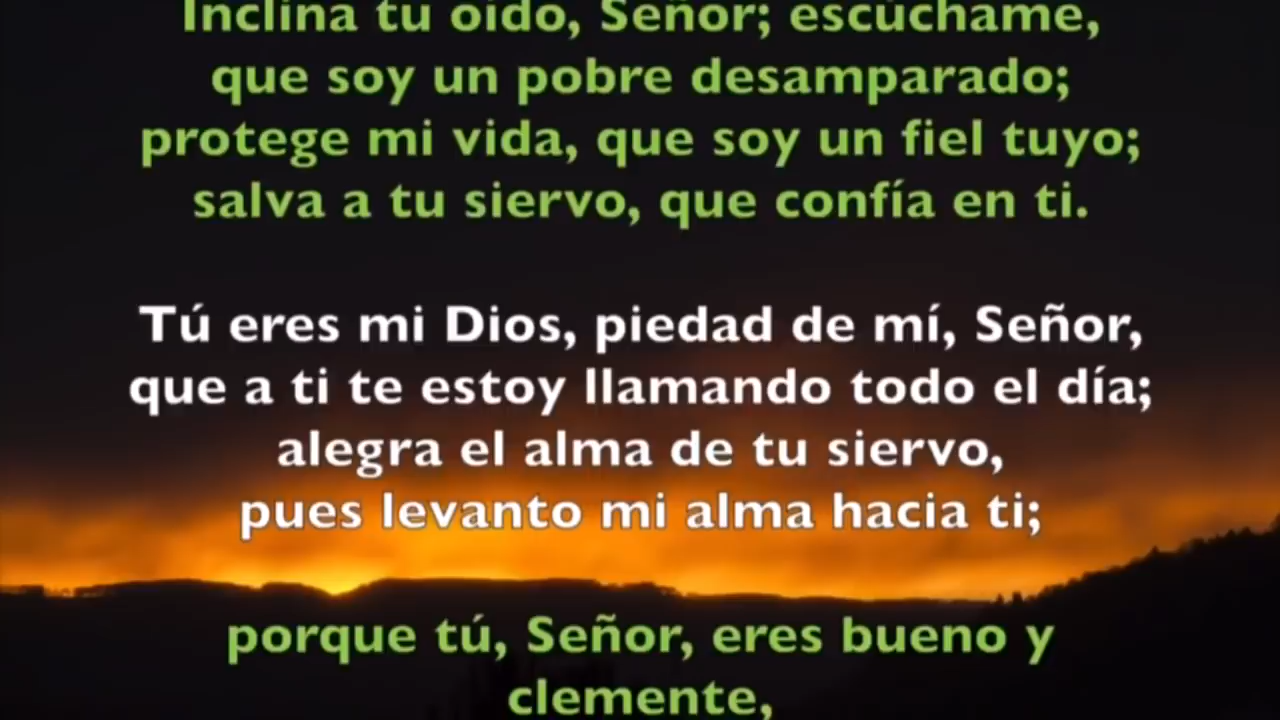 Inclina tu oído, Señor; escúchame,
que soy un pobre desamparado;
protege mi vida, que soy un fiel tuyo;
salva a tu siervo, que confía en ti.
Tú eres mi Dios, piedad de mí, Señor,
que a ti te estoy llamando todo el día;
alegra el alma de tu siervo,
pues levanto mi alma hacia ti;
porque tú, Señor, eres bueno y
clemente,